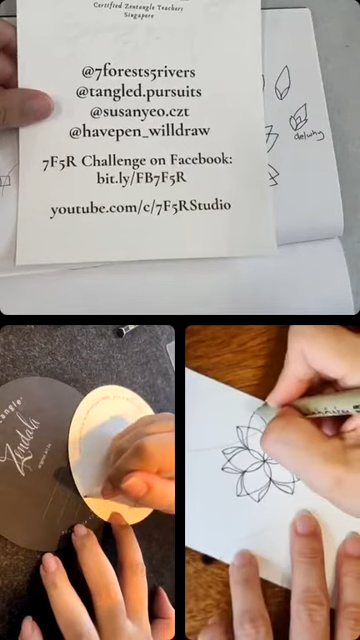 Certified Zentangle Teachers
Singapore
@7forests5rivers
@tangled.pursuits
@susanyeo.czt
@havepen_willdraw
7F5R Challenge on Facebook:
bit.ly/FB7F5R
youtube.com/c/7F5RStudio
Zendala